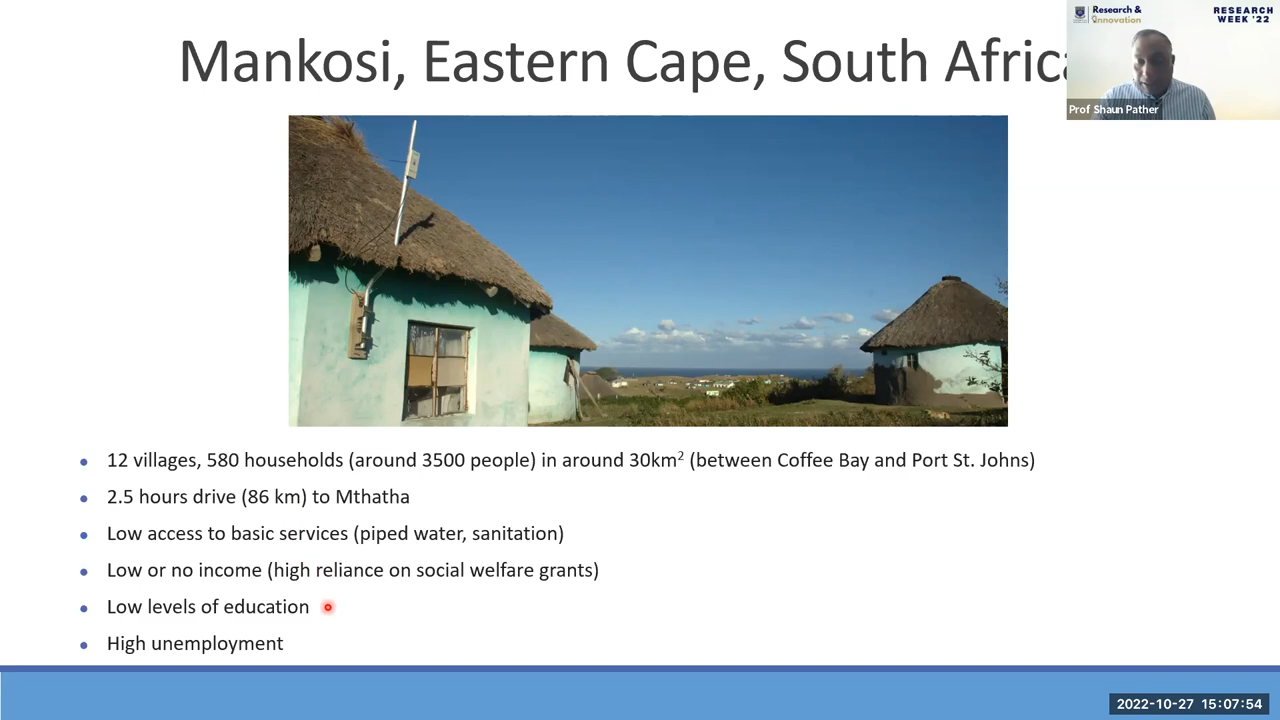 Mankosi, Eastern Cape, South Africa
Research &
Innovation
RESEARCH
WEEK '22
Prof Shaun Pather
• 12 villages, 580 households (around 3500 people) in around 30km² (between Coffee Bay and Port St. Johns)
• 2.5 hours drive (86 km) to Mthatha
• Low access to basic services (piped water, sanitation)
• Low or no income (high reliance on social welfare grants)
• Low levels of education
• High unemployment
2022-10-27 15:07:54